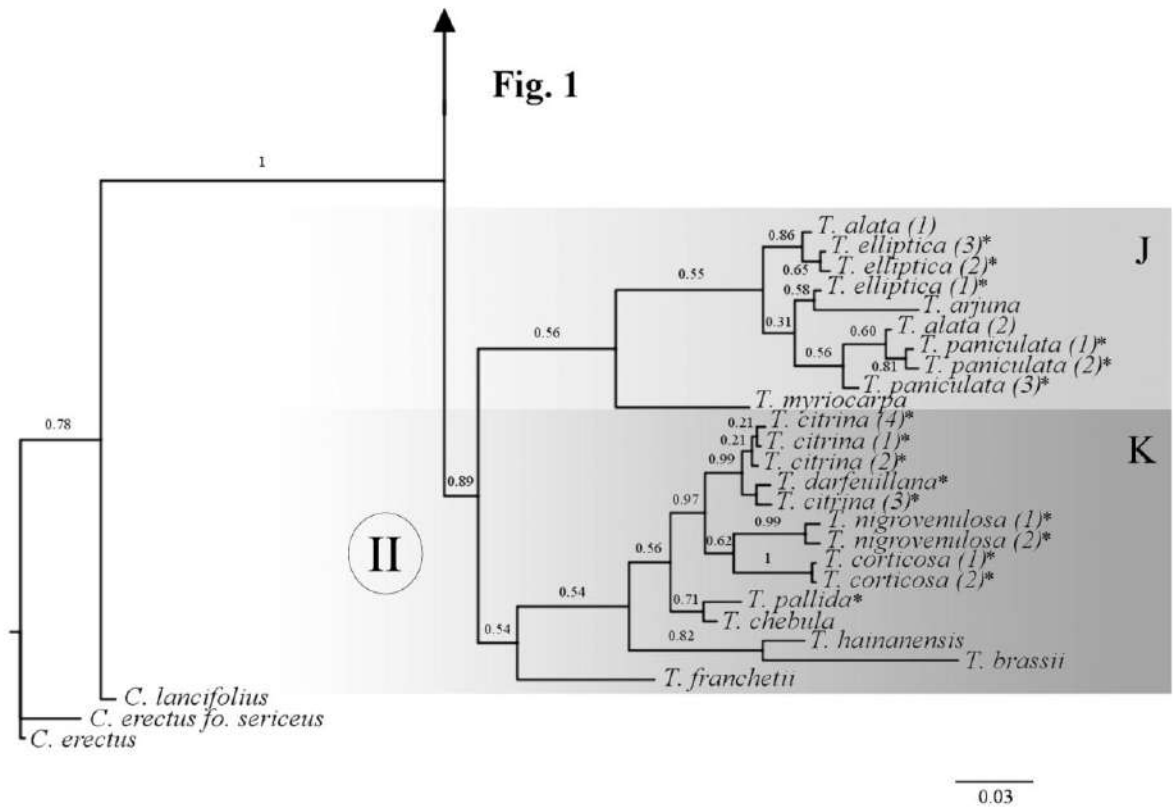 Fig. 1
1
T. alata (1)
0.86
T. elliptica (3)*
J
0.65
T. elliptica (2)*
0.55
0.58
T. elliptica (1)*
T. arjuna
0.31
0.60
T. alata (2)
0.56
0.56
T. paniculata (1)*
0.81
T. paniculata (2)*
T. paniculata (3)*
T. myriocarpa
0.21
T. citrina (4)*
0.78
0.21
T. citrina (1)*
K
0.99
T. citrina (2)*
0.89
T. darfeuillana*
0.97
T. citrina (3)*
0.99
T. nigrovenulosa (1)*
II
0.62
T. nigrovenulosa (2)*
0.56
1
T. corticosa (1)*
T. corticosa (2)*
0.54
0.71
T. pallida*
T. chebula
0.54
0.82
T. hainanensis
T. brassii
T. franchetii
C. lancifolius
C. erectus fo. sericeus
C. erectus
0.03